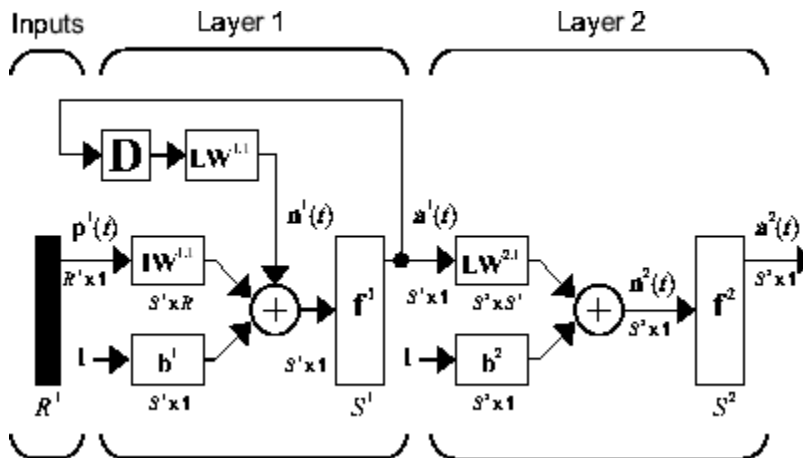 Inputs
Layer 1
Layer 2
D
LW¹·¹
p¹(t)
n¹(t)
a¹(t)
a²(t)
IW¹·¹
LW²·¹
n²(t)
f¹
f²
R¹ x 1
S¹ x R
S¹ x 1
S² x S¹
S² x 1
S² x 1
1
b¹
S¹ x 1
1
b²
S¹ x 1
S² x 1
R¹
S¹
S²